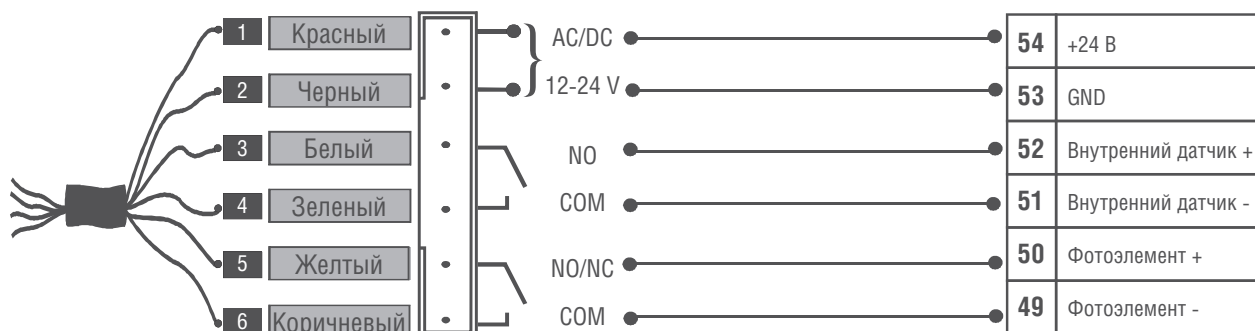 1 Красный AC/DC 54 +24 В
2 Черный 12-24 V 53 GND
3 Белый NO 52 Внутренний датчик +
4 Зеленый COM 51 Внутренний датчик -
5 Желтый NO/NC 50 Фотоэлемент +
6 Коричневый COM 49 Фотоэлемент -